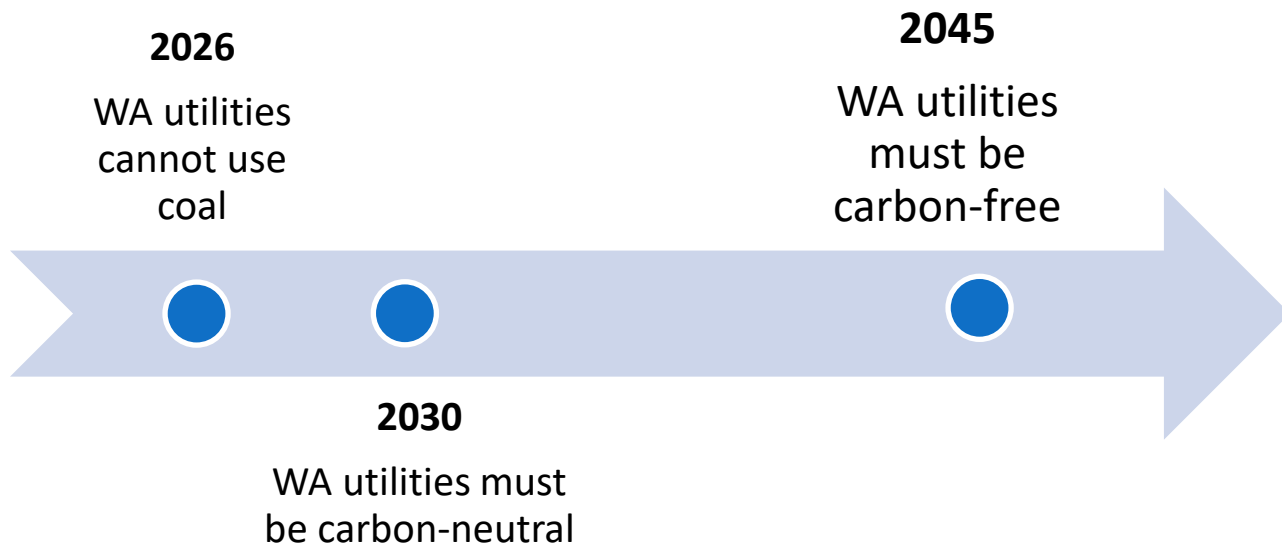 2026
WA utilities
cannot use
coal
2030
WA utilities must
be carbon-neutral
2045
WA utilities
must be
carbon-free